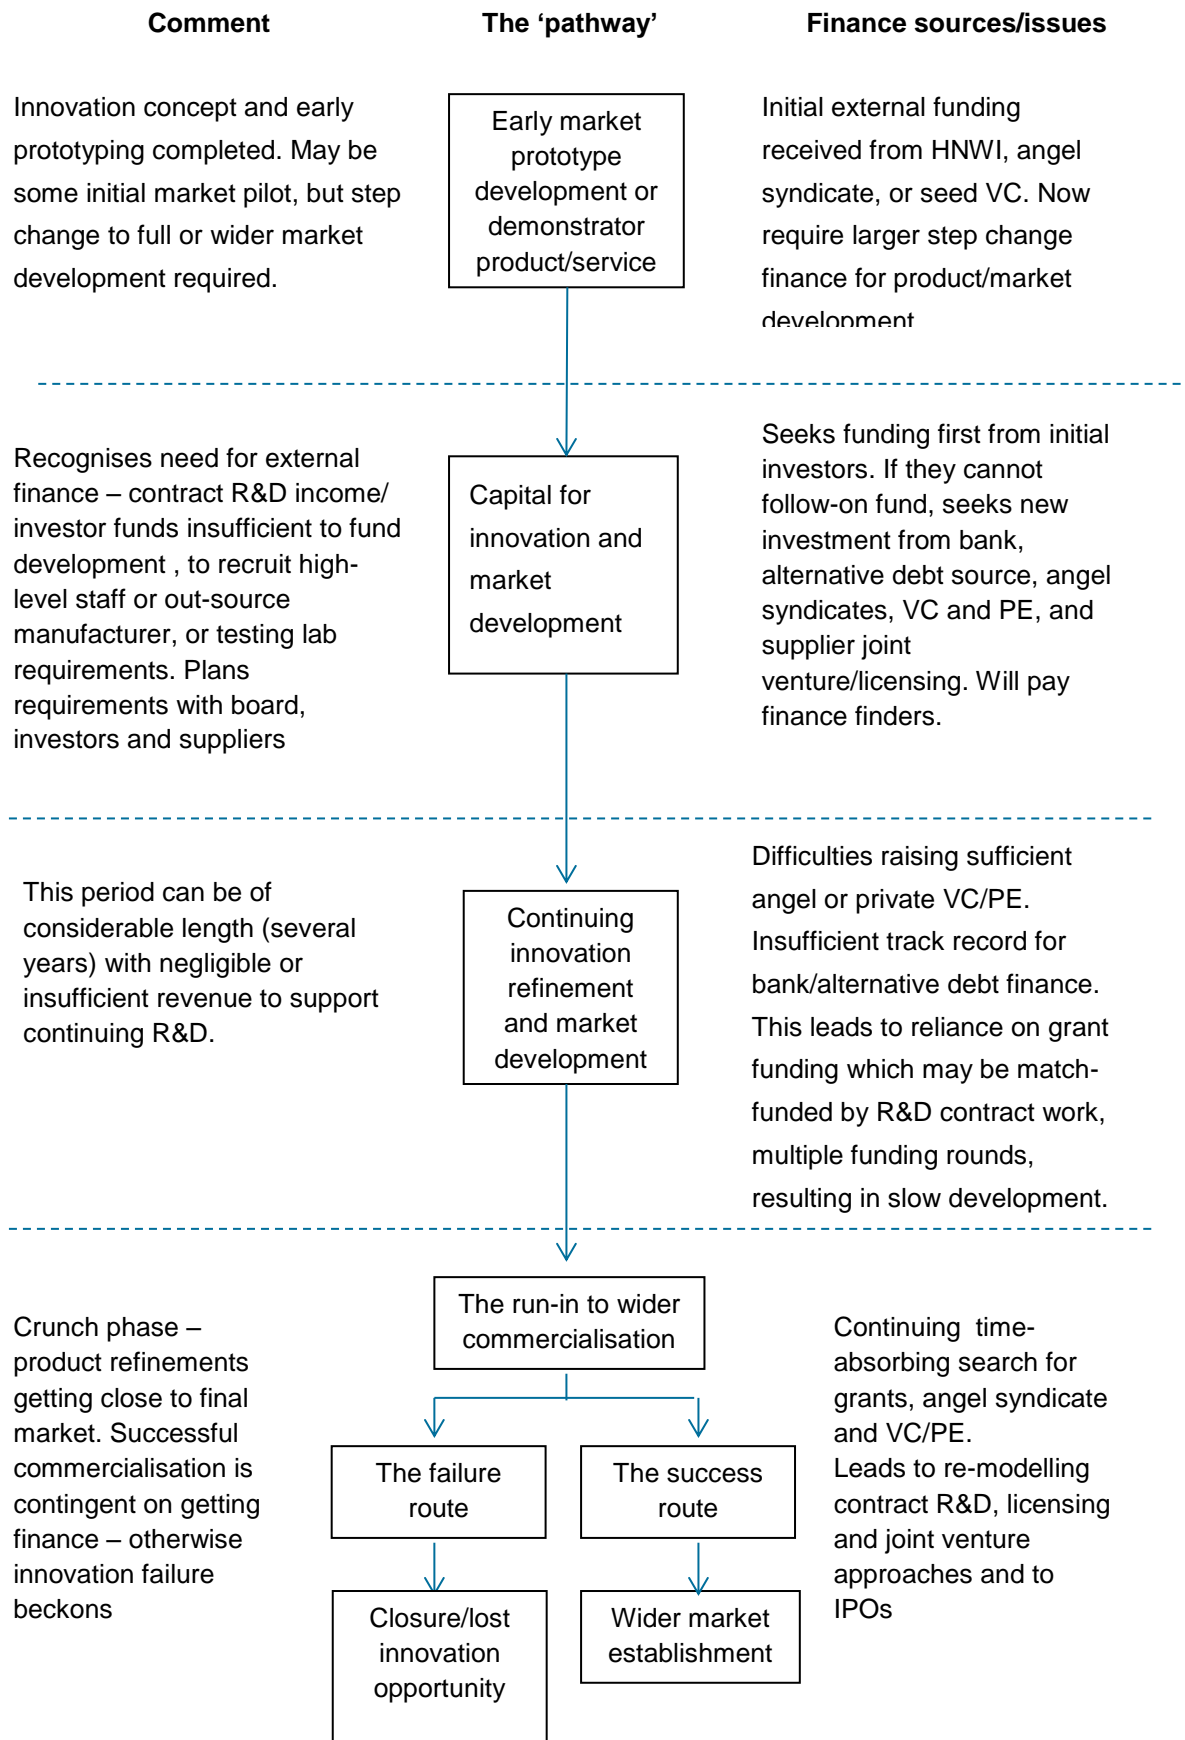 Comment
The ‘pathway’
Finance sources/issues
Innovation concept and early
prototyping completed. May be
some initial market pilot, but step
change to full or wider market
development required.
Early market
prototype
development or
demonstrator
product/service
Initial external funding
received from HNWI, angel
syndicate, or seed VC. Now
require larger step change
finance for product/market
development
Recognises need for external
finance – contract R&D income/
investor funds insufficient to fund
development , to recruit high-
level staff or out-source
manufacturer, or testing lab
requirements. Plans
requirements with board,
investors and suppliers
Capital for
innovation and
market
development
Seeks funding first from initial
investors. If they cannot
follow-on fund, seeks new
investment from bank,
alternative debt source, angel
syndicates, VC and PE, and
supplier joint
venture/licensing. Will pay
finance finders.
This period can be of
considerable length (several
years) with negligible or
insufficient revenue to support
continuing R&D.
Continuing
innovation
refinement
and market
development
Difficulties raising sufficient
angel or private VC/PE.
Insufficient track record for
bank/alternative debt finance.
This leads to reliance on grant
funding which may be match-
funded by R&D contract work,
multiple funding rounds,
resulting in slow development.
Crunch phase –
product refinements
getting close to final
market. Successful
commercialisation is
contingent on getting
finance – otherwise
innovation failure
beckons
The run-in to wider
commercialisation
The failure
route
The success
route
Closure/lost
innovation
opportunity
Wider market
establishment
Continuing  time-
absorbing search for
grants, angel syndicate
and VC/PE.
Leads to re-modelling
contract R&D, licensing
and joint venture
approaches and to
IPOs